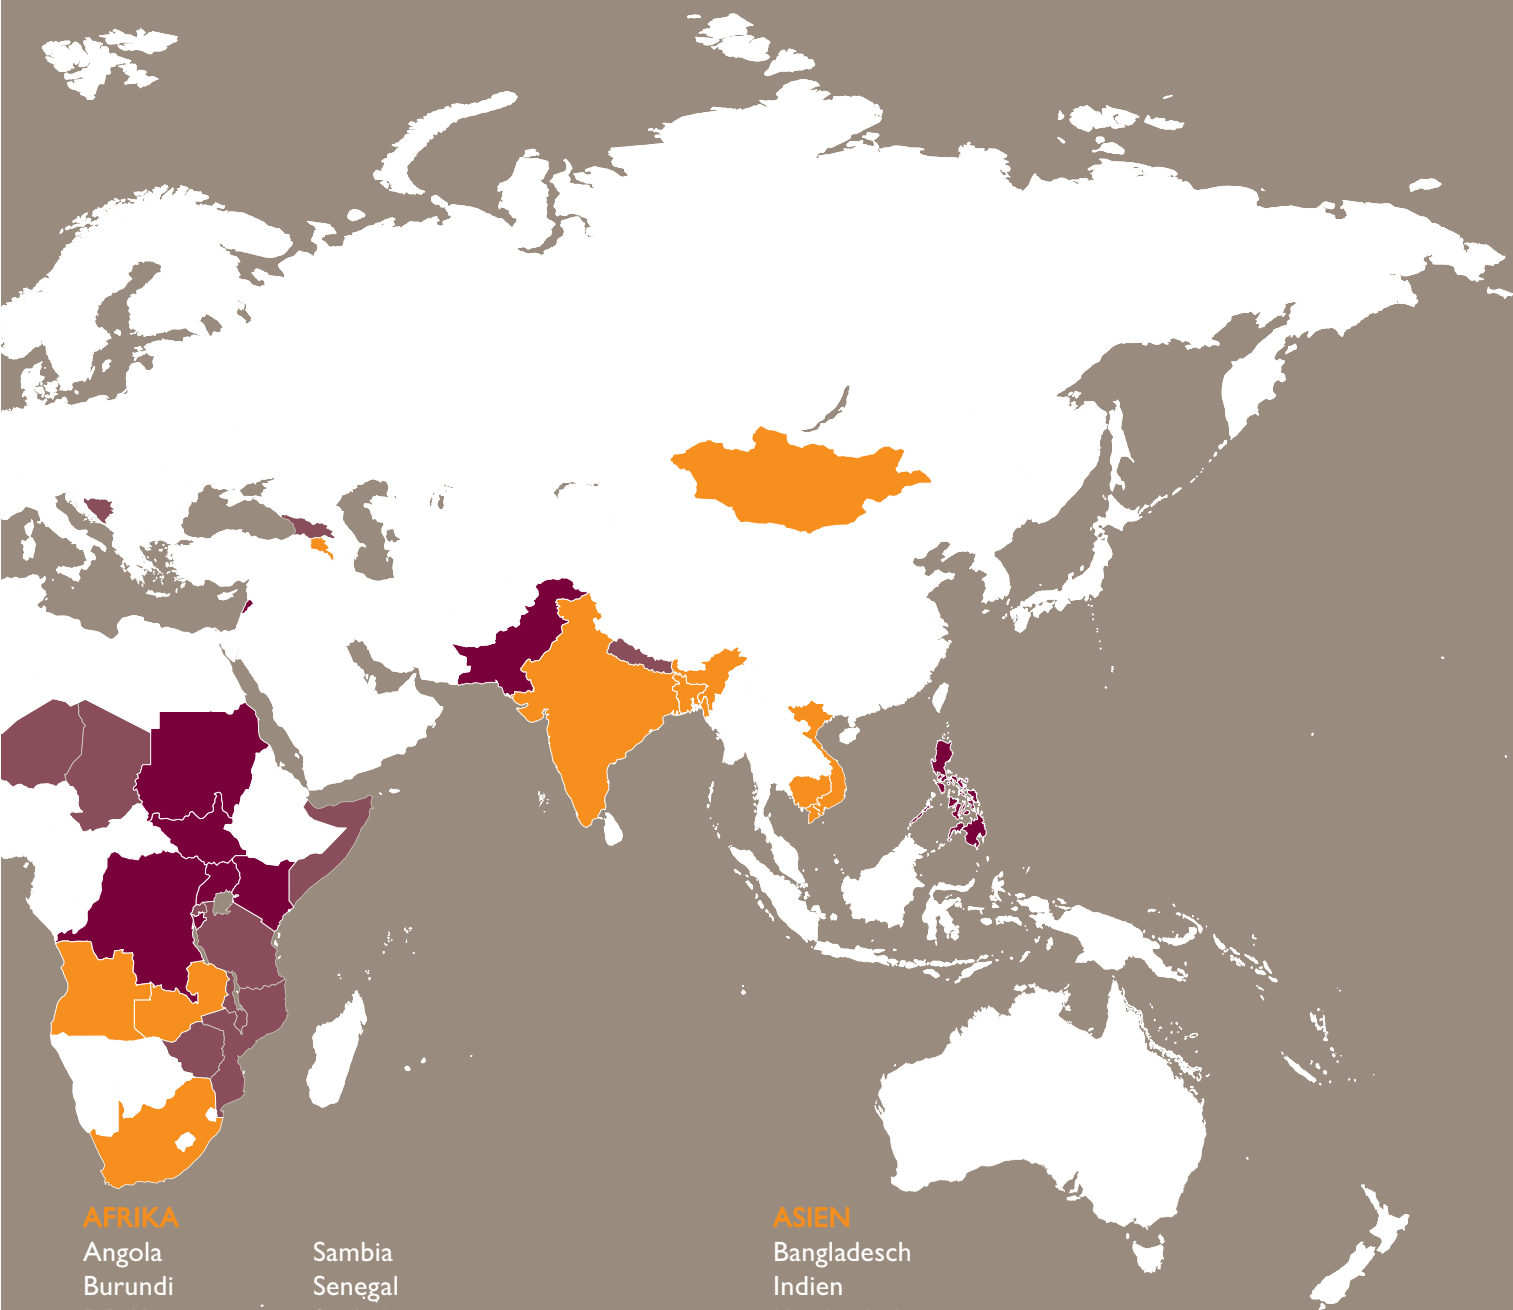 AFRIKA
Angola
Burundi
Sambia
Senegal
ASIEN
Bangladesch
Indien